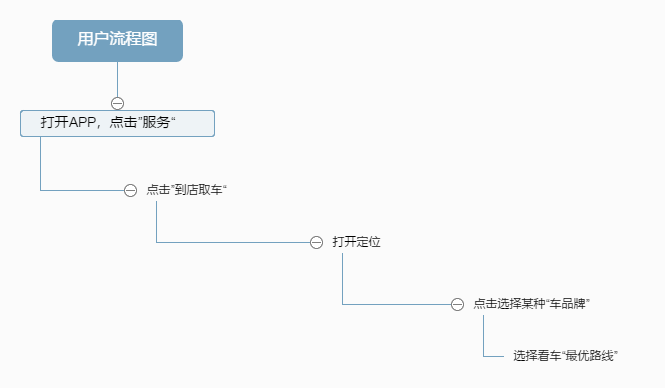 用户流程图
打开APP，点击”服务“
点击”到店取车“
打开定位
点击选择某种“车品牌”
选择看车“最优路线”